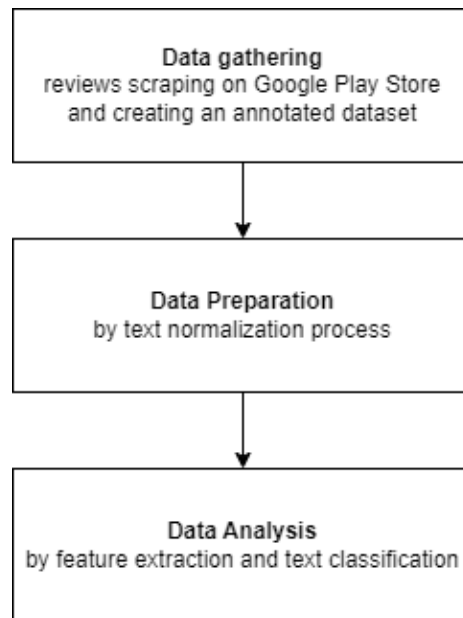 Data gathering
reviews scraping on Google Play Store
and creating an annotated dataset
Data Preparation
by text normalization process
Data Analysis
by feature extraction and text classification